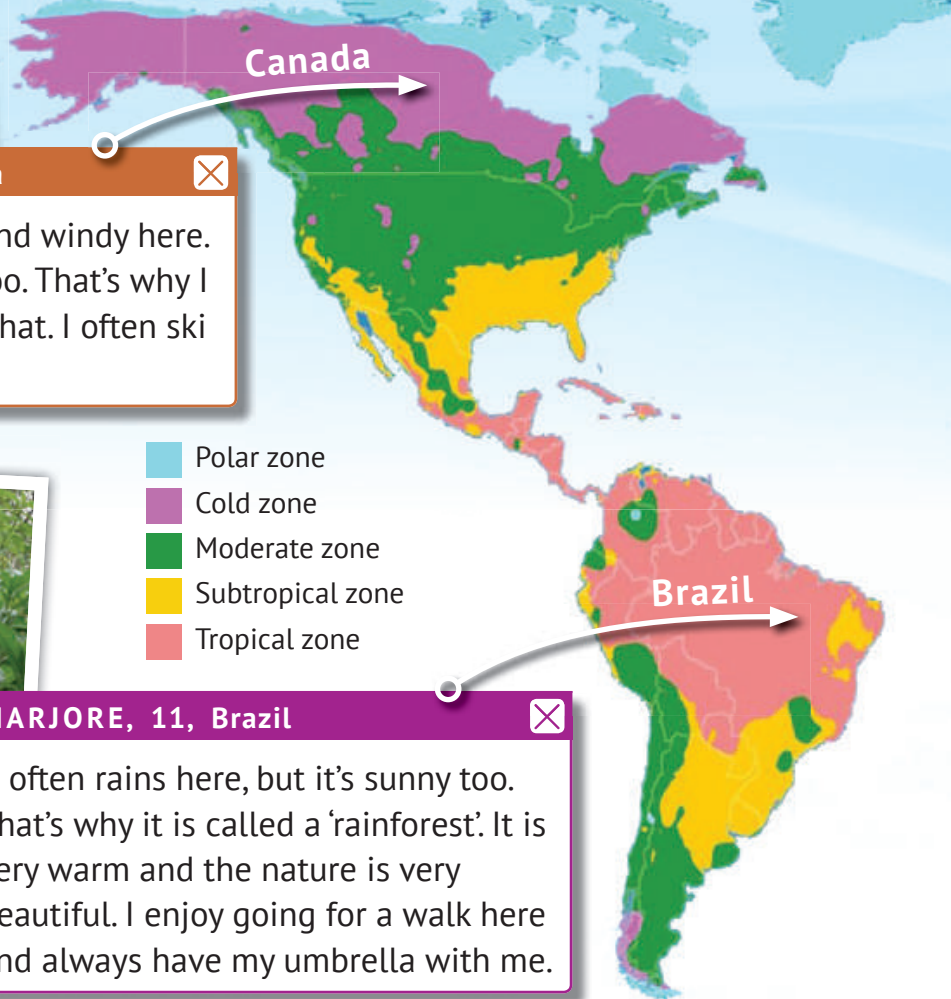 Canada
nd windy here.
oo. That's why I
hat. I often ski
Polar zone
Cold zone
Moderate zone
Subtropical zone
Tropical zone
Brazil
ARJORE, 11, Brazil
often rains here, but it's sunny too.
hat's why it is called a 'rainforest'. It is
ery warm and the nature is very
eautiful. I enjoy going for a walk here
nd always have my umbrella with me.